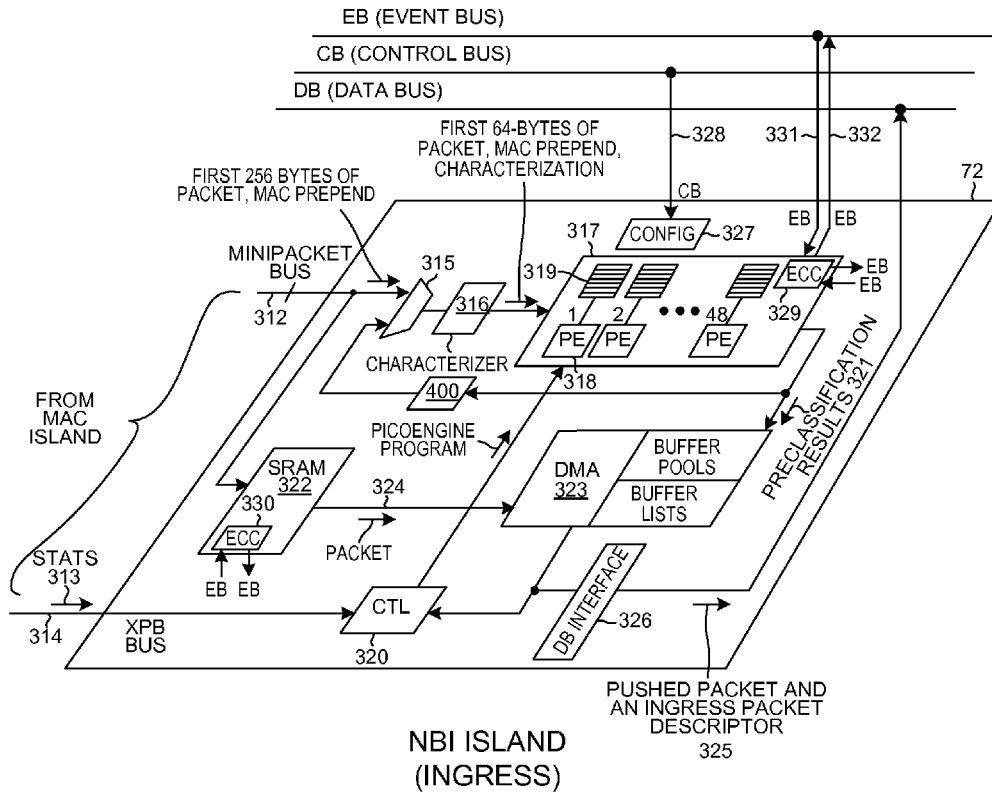 EB (EVENT BUS)
CB (CONTROL BUS)
DB (DATA BUS)
FIRST 64-BYTES OF
PACKET, MAC PREPEND,
CHARACTERIZATION
328
331
332
FIRST 256 BYTES OF
PACKET, MAC PREPEND
72
CB
EB
EB
MINIPACKET
BUS
315
317
CONFIG
327
312
316
319
ECC
EB
EB
329
1
2
48
PE
PE
PE
CHARACTERIZER
318
400
FROM
MAC
ISLAND
PICOENGINE
PROGRAM
PRECLASSIFICATION
RESULTS 321
SRAM
322
324
DMA
323
BUFFER
POOLS
BUFFER
LISTS
330
ECC
PACKET
EB
EB
STATS
313
314
XPB
BUS
CTL
320
DB INTERFACE
326
PUSHED PACKET AND
AN INGRESS PACKET
DESCRIPTOR
325
NBI ISLAND
(INGRESS)